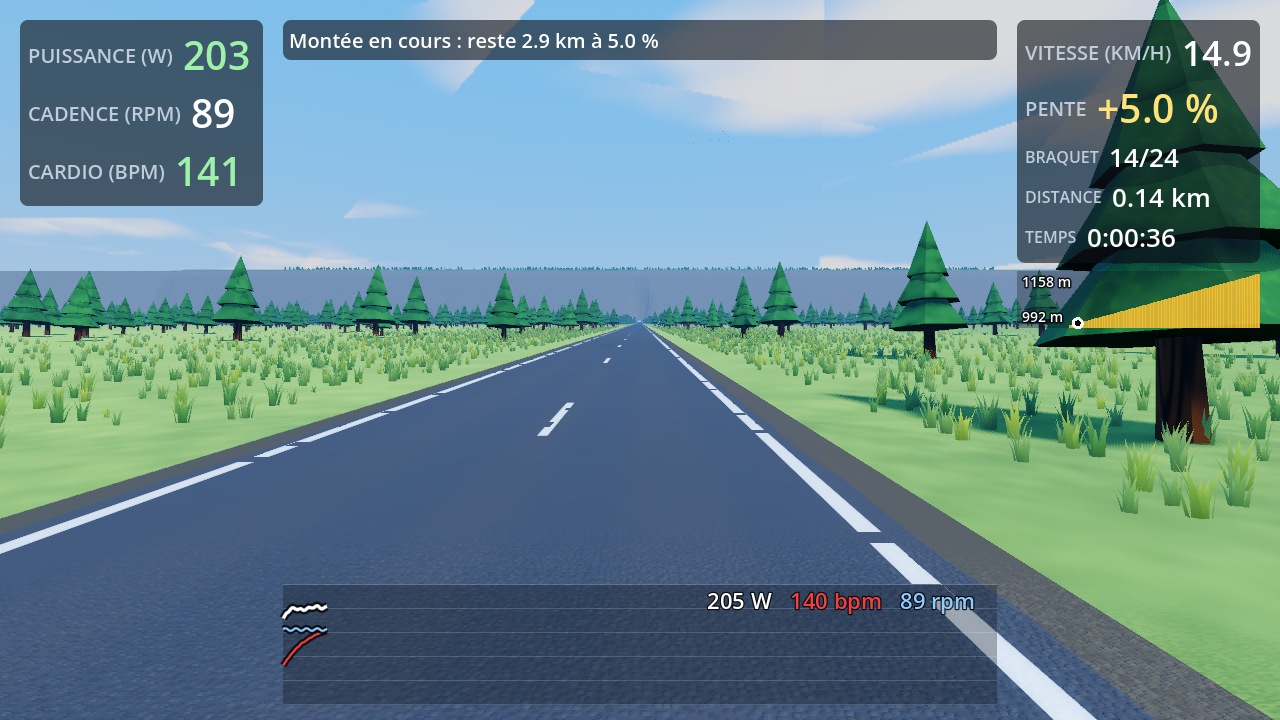 PUISSANCE (W) 203
CADENCE (RPM) 89
CARDIO (BPM) 141
Montée en cours : reste 2.9 km à 5.0 %
VITESSE (KM/H) 14.9
PENTE +5.0 %
BRAQUET 14/24
DISTANCE 0.14 km
TEMPS 0:00:36
1158 m
992 m
205 W 140 bpm 89 rpm